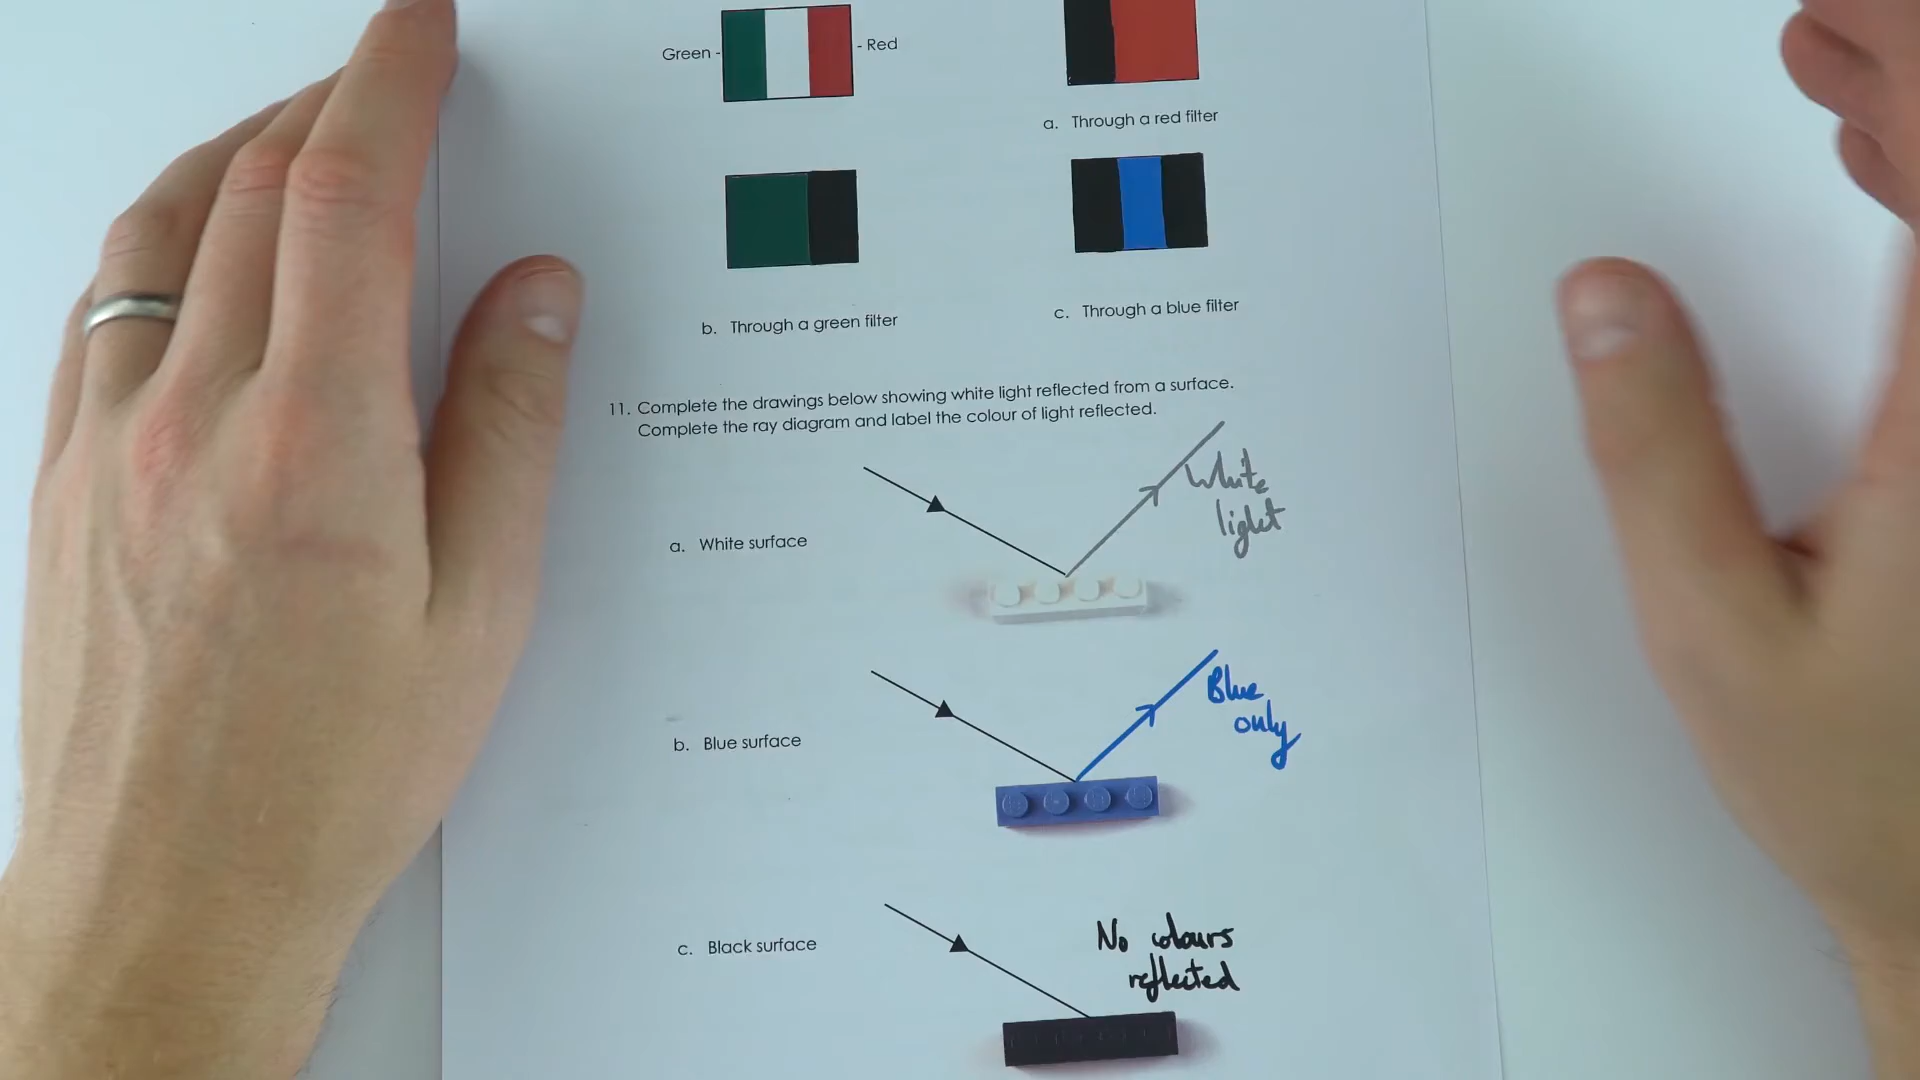 Green -
- Red
a. Through a red filter
b. Through a green filter
c. Through a blue filter
11. Complete the drawings below showing white light reflected from a surface.
Complete the ray diagram and label the colour of light reflected.
a. White surface
White
light
b. Blue surface
Blue
only
c. Black surface
No colours
reflected